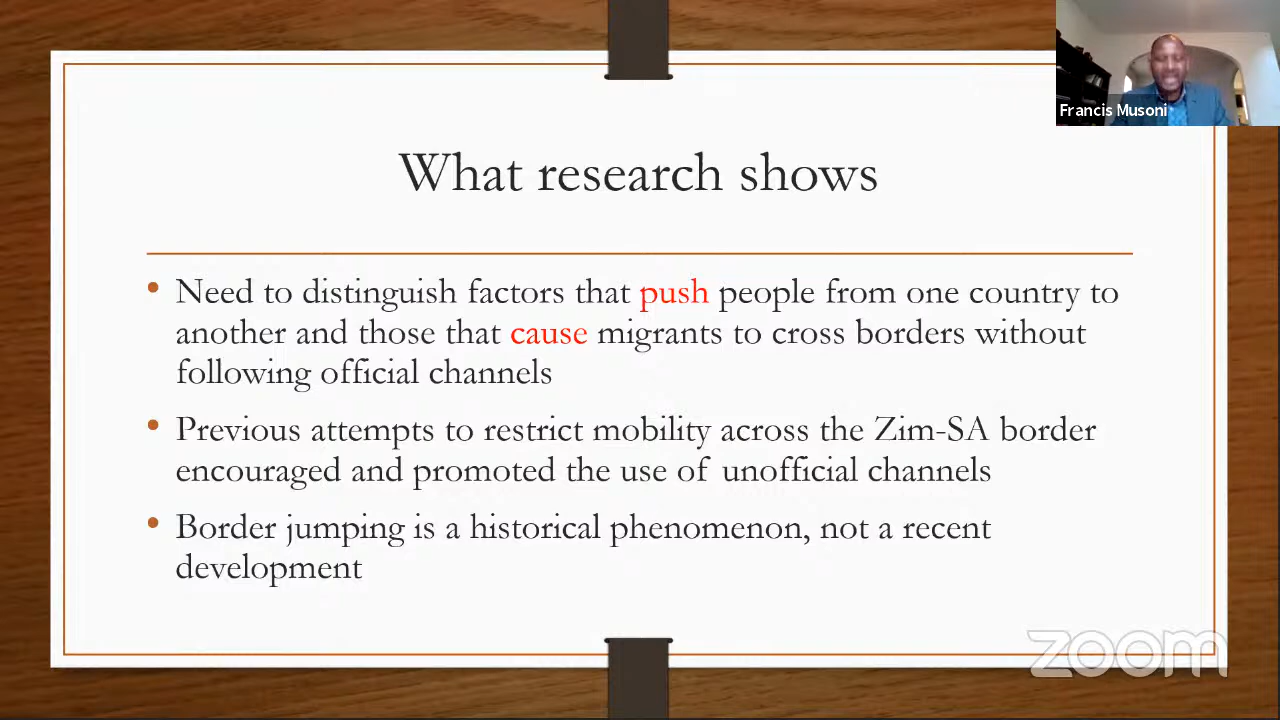 Francis Musoni
What research shows
• Need to distinguish factors that push people from one country to
another and those that cause migrants to cross borders without
following official channels
• Previous attempts to restrict mobility across the Zim-SA border
encouraged and promoted the use of unofficial channels
• Border jumping is a historical phenomenon, not a recent
development
zoom